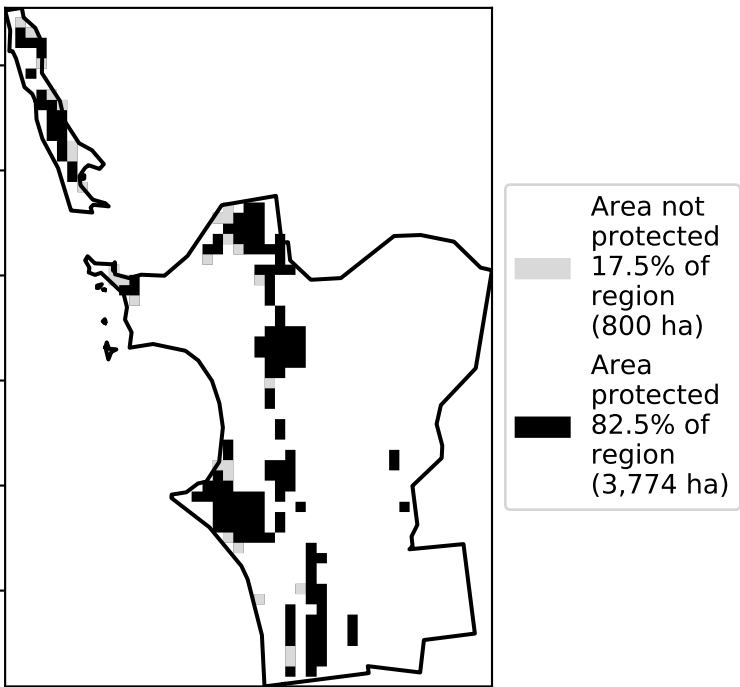 Area not
protected
17.5% of
region
(800 ha)
Area
protected
82.5% of
region
(3,774 ha)